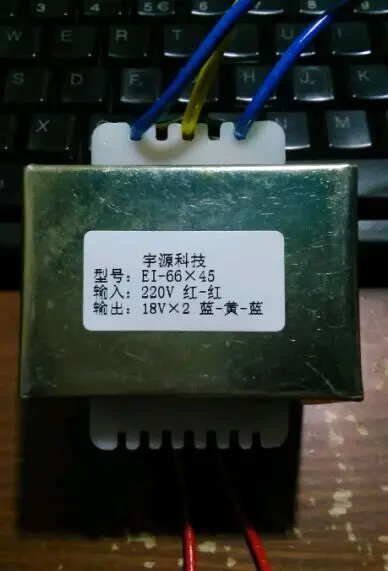 W E R T U
S D F G H J K
X M
宇源科技
型号: EI-66×45
输入: 220V 红-红
输出: 18V×2 蓝-黄-蓝